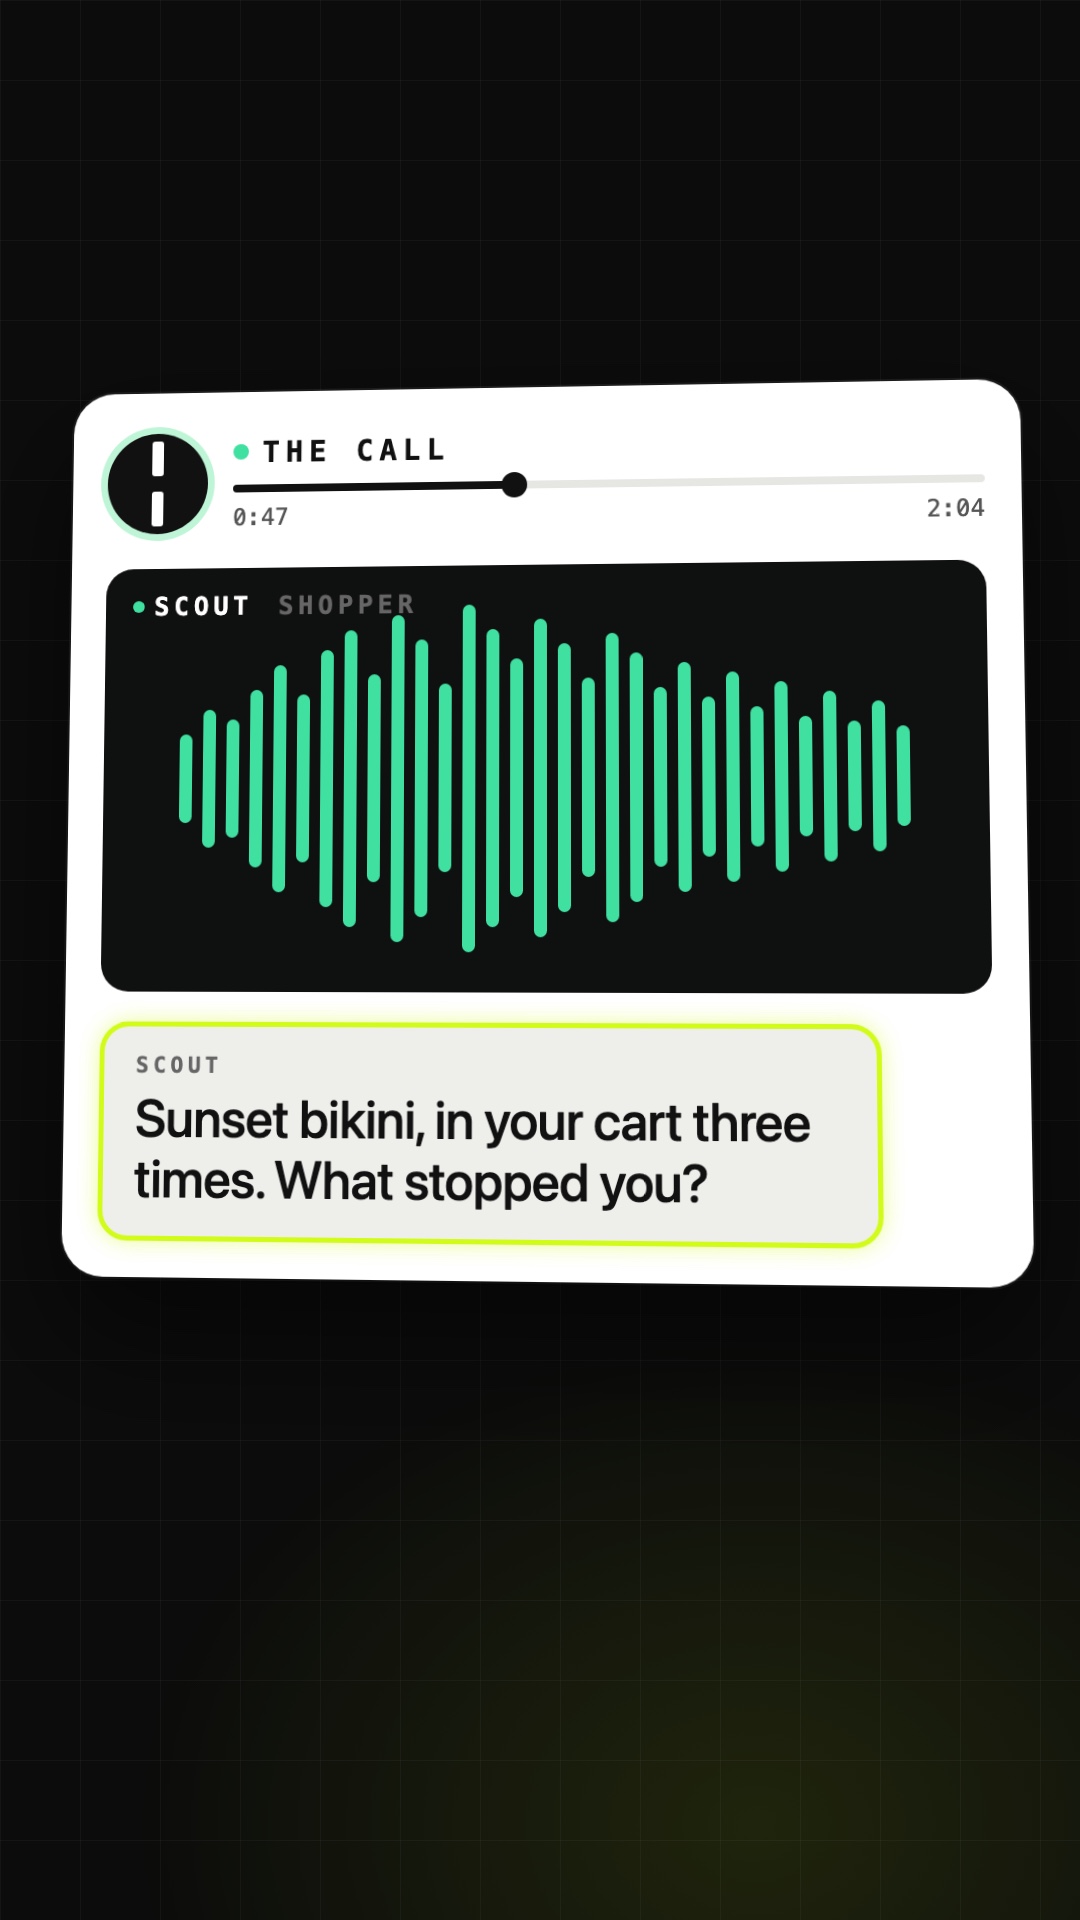 THE CALL
0:47
2:04
SCOUT SHOPPER
SCOUT
Sunset bikini, in your cart three
times. What stopped you?